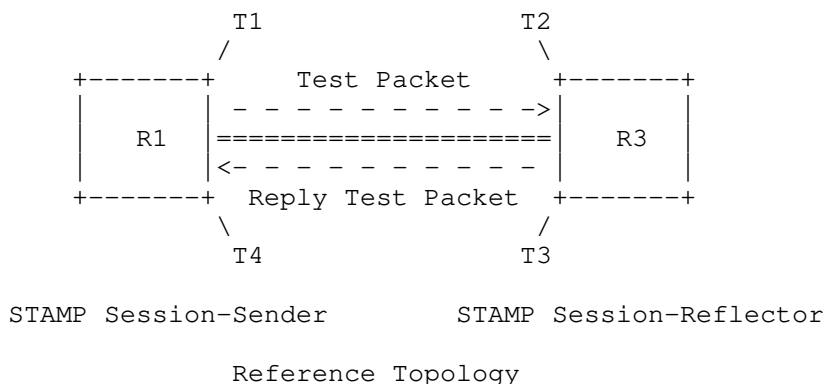 T1 T2
Test Packet
R1 R3
Reply Test Packet
T4 T3
STAMP Session-Sender STAMP Session-Reflector
Reference Topology